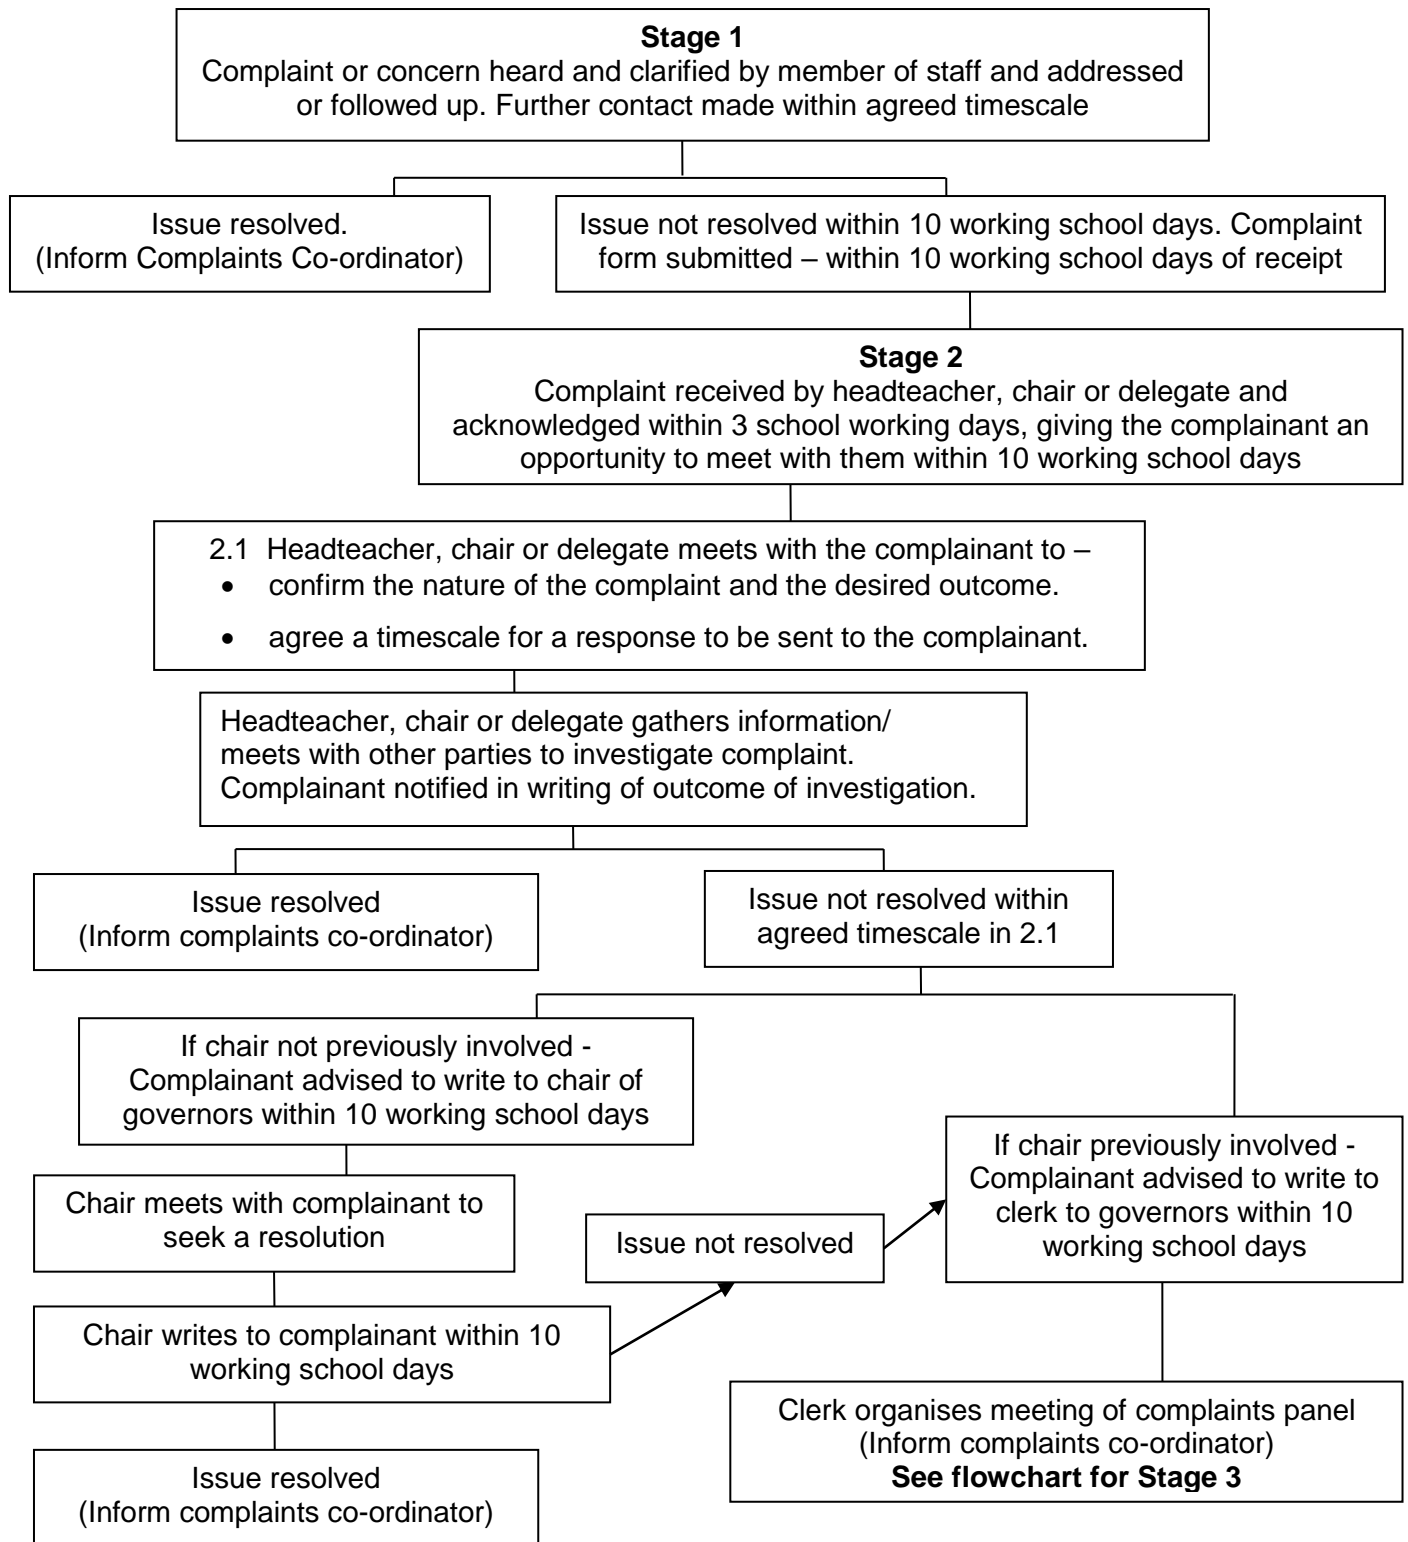 Stage 1
Complaint or concern heard and clarified by member of staff and addressed
or followed up. Further contact made within agreed timescale
Issue resolved.
(Inform Complaints Co-ordinator)
Issue not resolved within 10 working school days. Complaint
form submitted – within 10 working school days of receipt
Stage 2
Complaint received by headteacher, chair or delegate and
acknowledged within 3 school working days, giving the complainant an
opportunity to meet with them within 10 working school days
2.1 Headteacher, chair or delegate meets with the complainant to –
• confirm the nature of the complaint and the desired outcome.
• agree a timescale for a response to be sent to the complainant.
Headteacher, chair or delegate gathers information/
meets with other parties to investigate complaint.
Complainant notified in writing of outcome of investigation.
Issue resolved
(Inform complaints co-ordinator)
Issue not resolved within
agreed timescale in 2.1
If chair not previously involved -
Complainant advised to write to chair of
governors within 10 working school days
If chair previously involved -
Complainant advised to write to
clerk to governors within 10
working school days
Chair meets with complainant to
seek a resolution
Issue not resolved
Chair writes to complainant within 10
working school days
Clerk organises meeting of complaints panel
(Inform complaints co-ordinator)
See flowchart for Stage 3
Issue resolved
(Inform complaints co-ordinator)